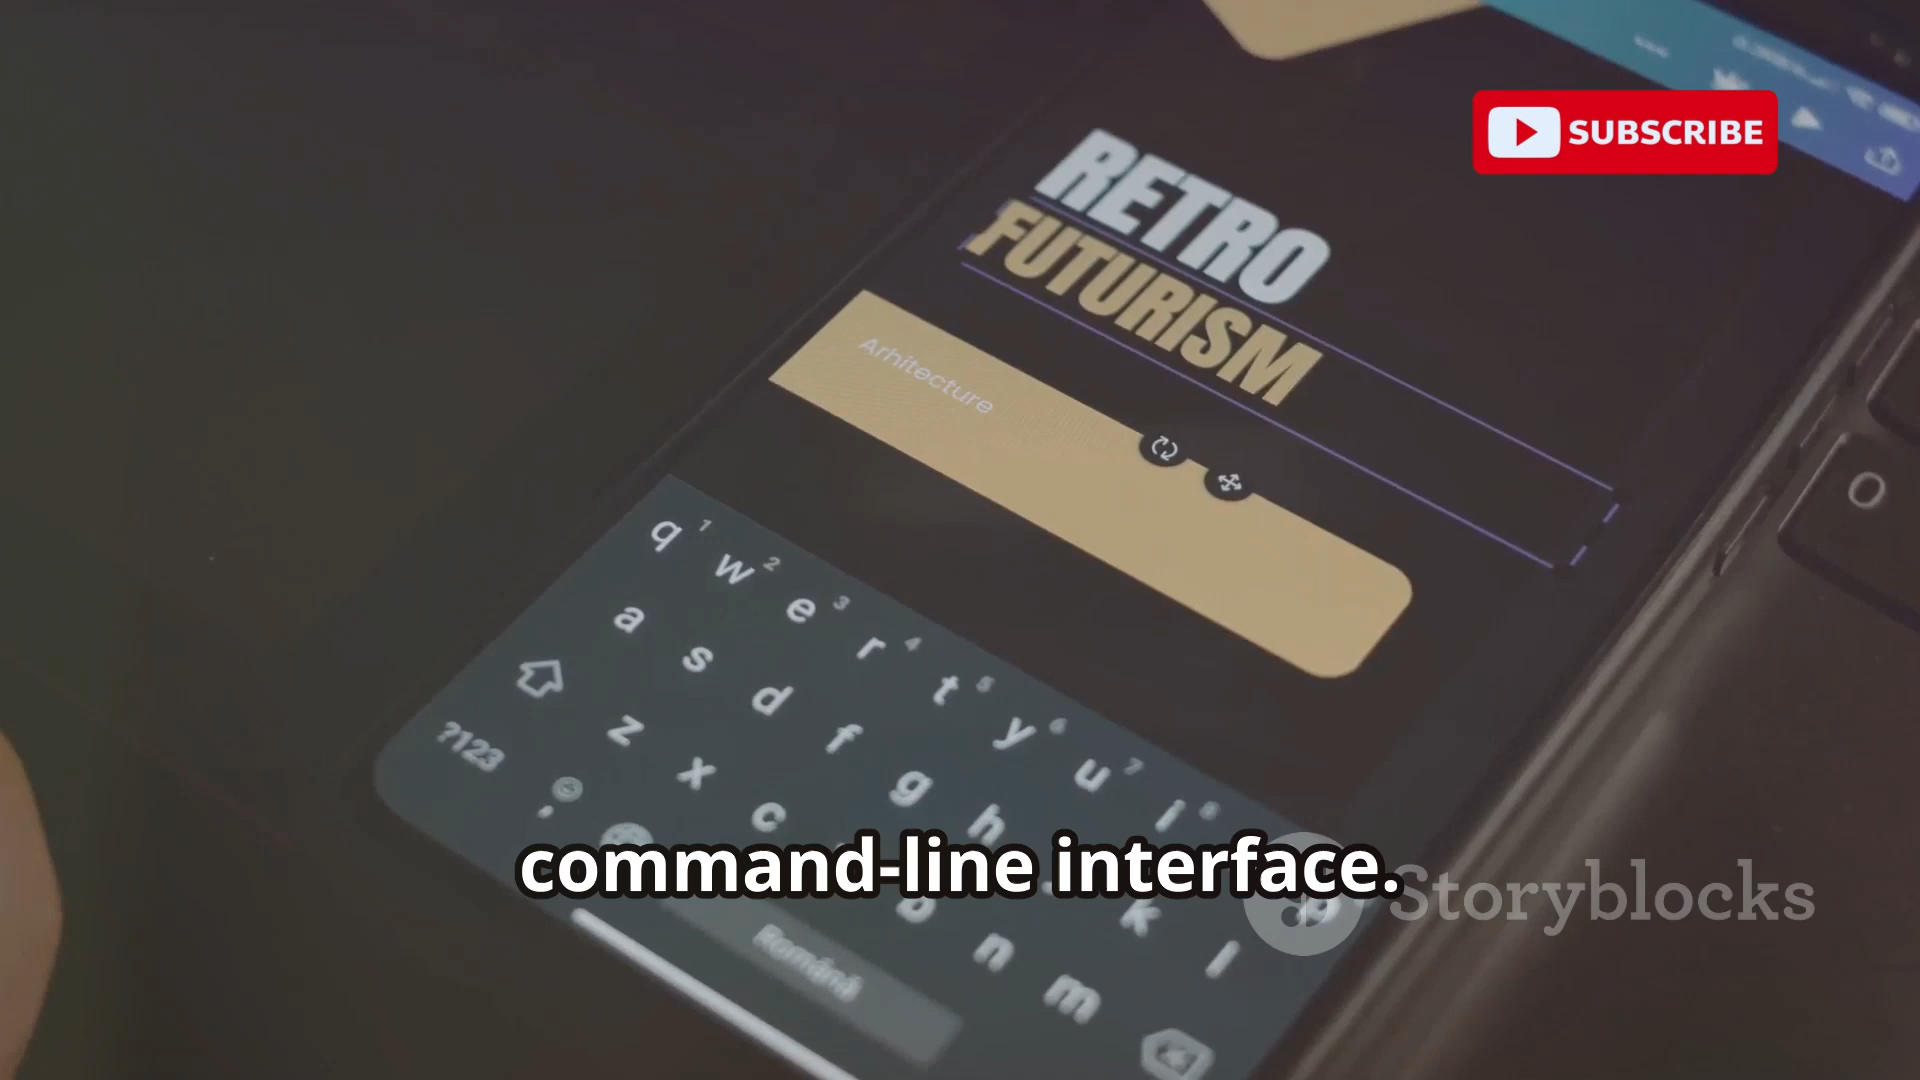 SUBSCRIBE
RETRO
FUTURISM
Arhitecture
O
q 1 w 2 e 3 r 4 t 5 y 6 u 7 i 8
a s d f g h k l
z x c b n m
?123 ,
Română
command-line interface.
Storyblocks